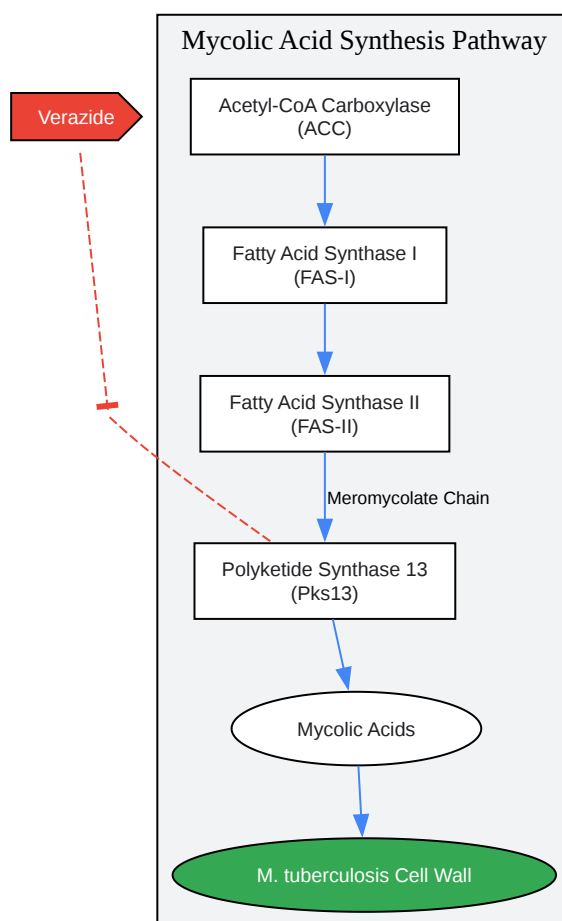 Mycolic Acid Synthesis Pathway
Verazide
Acetyl-CoA Carboxylase
(ACC)
Fatty Acid Synthase I
(FAS-I)
Fatty Acid Synthase II
(FAS-II)
Meromycolate Chain
Polyketide Synthase 13
(Pks13)
Mycolic Acids
M. tuberculosis Cell Wall